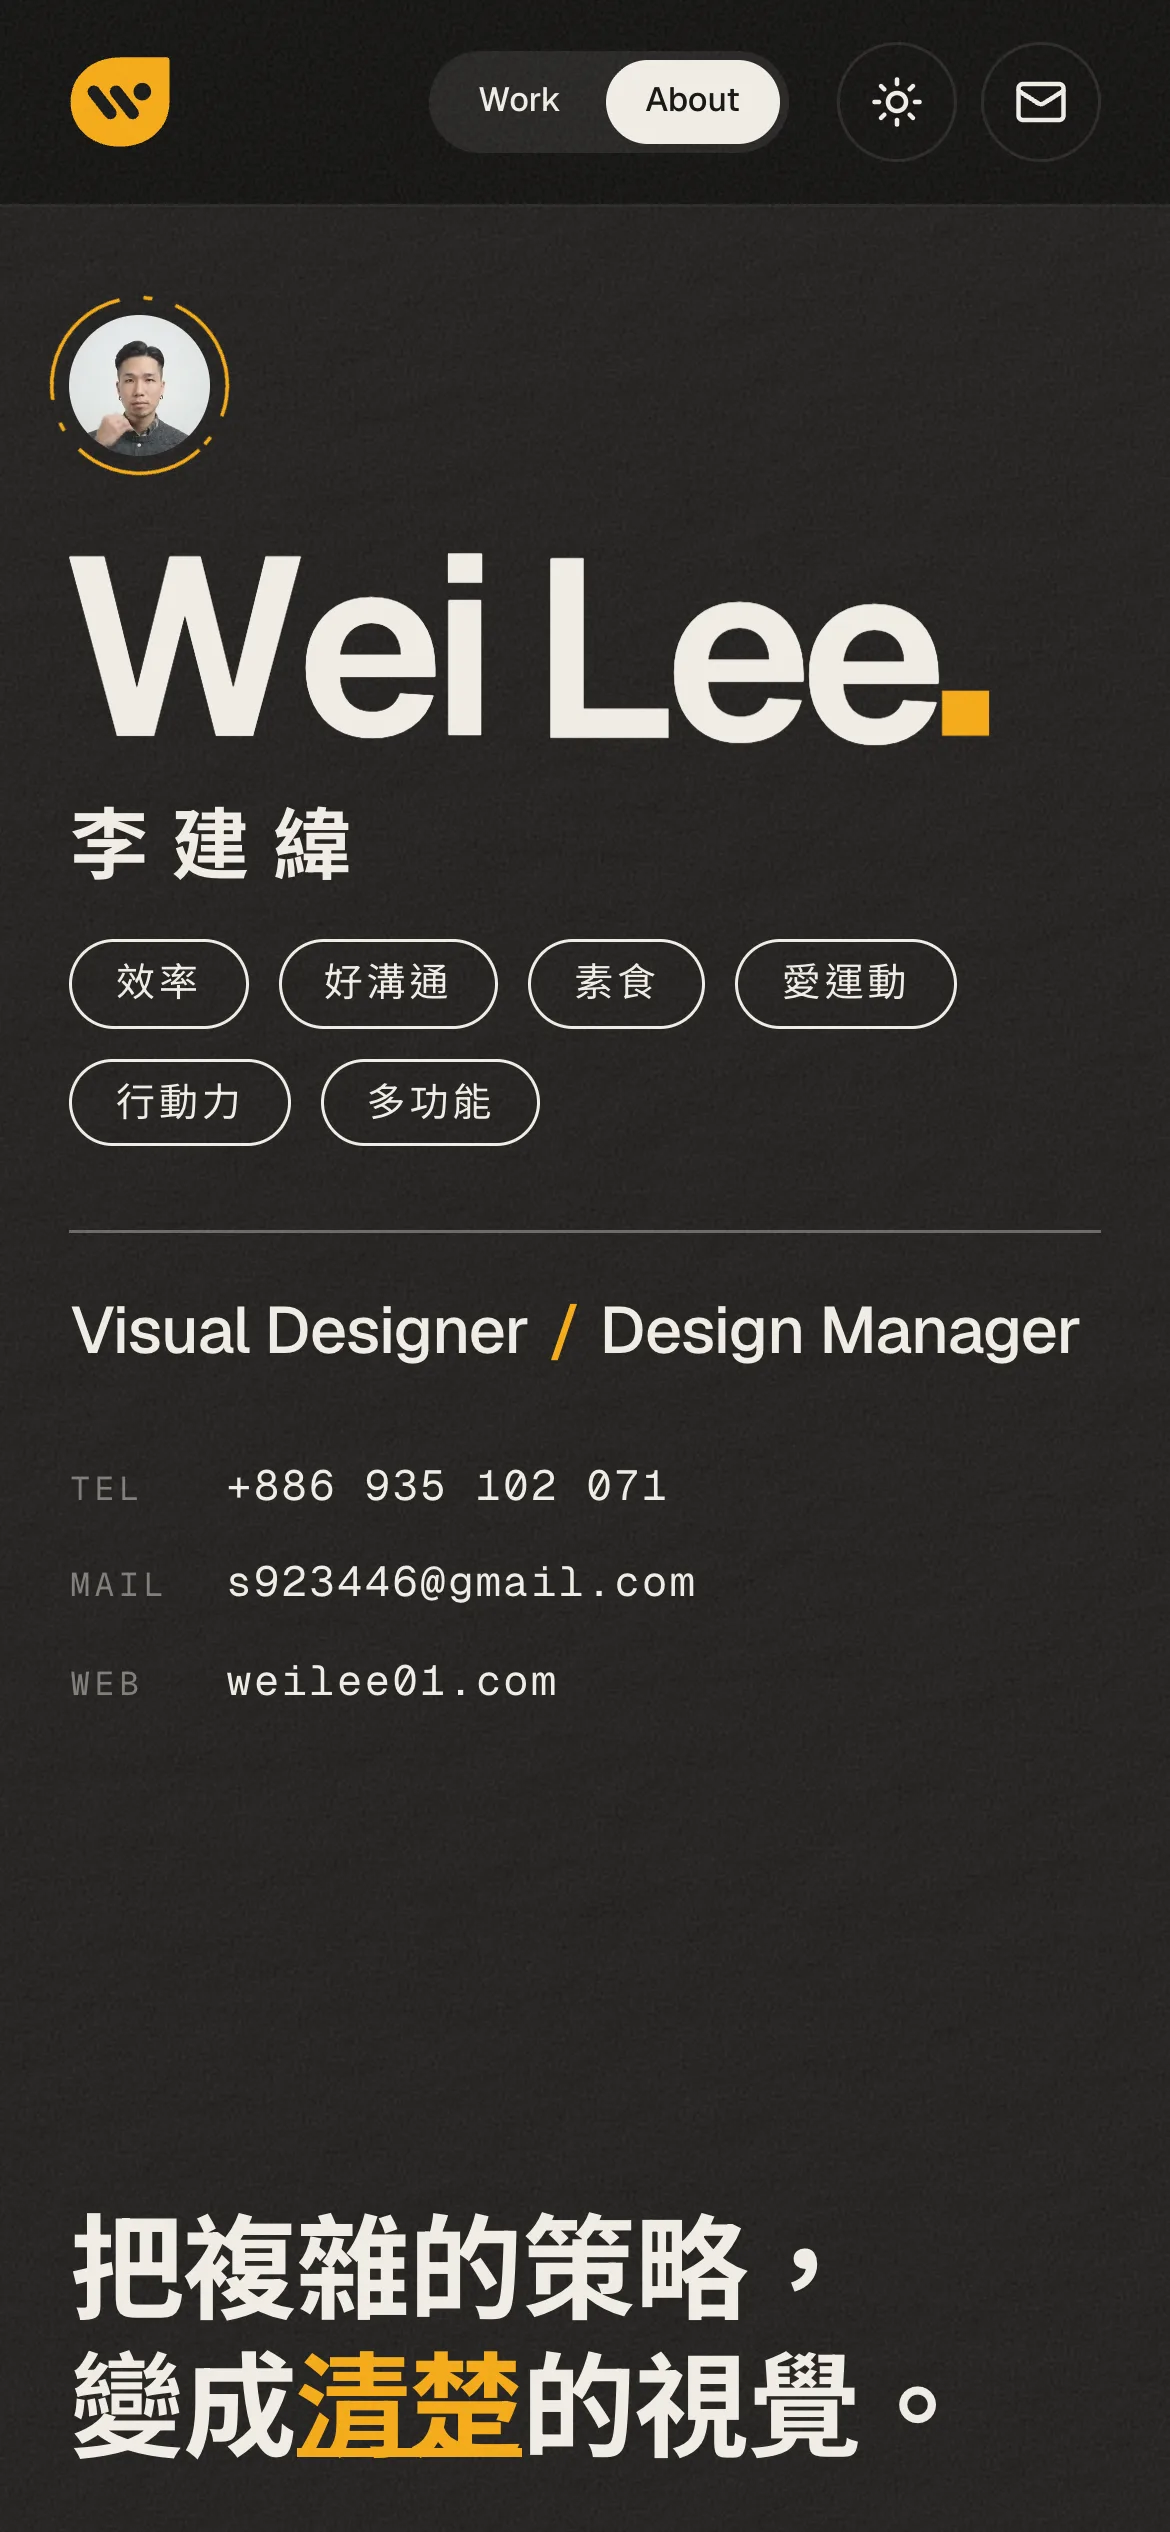 Work About
Wei Lee.
李建緯
效率 好溝通 素食 愛運動
行動力 多功能
Visual Designer / Design Manager
TEL +886 935 102 071
MAIL s923446@gmail.com
WEB weilee01.com
把複雜的策略，
變成清楚的視覺。